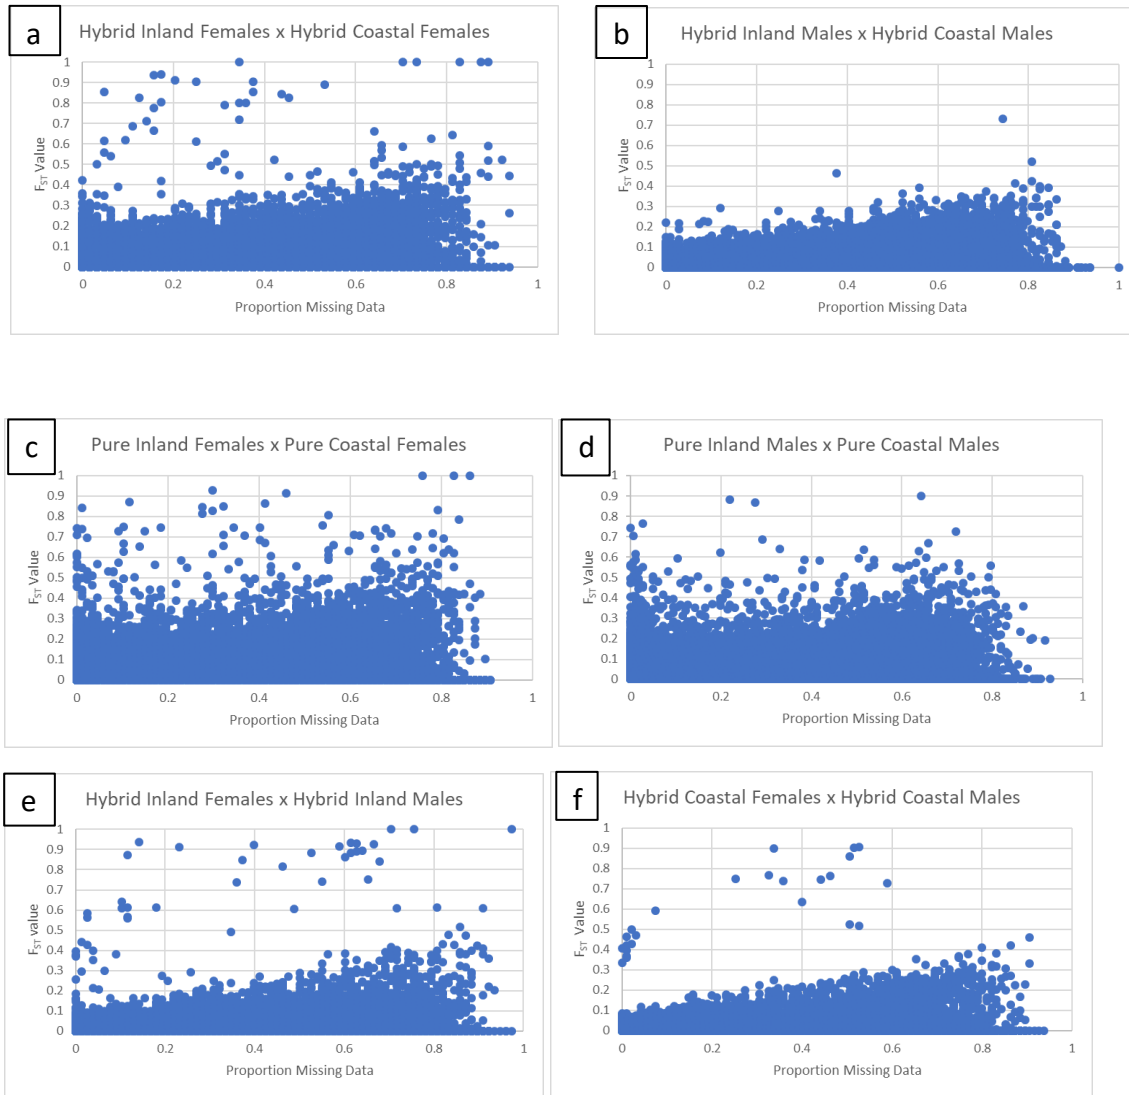 a
Hybrid Inland Females x Hybrid Coastal Females
1
0.9
0.8
0.7
0.6
0.5
0.4
0.3
0.2
0.1
0
FST Value
0 0.2 0.4 0.6 0.8 1
Proportion Missing Data
b
Hybrid Inland Males x Hybrid Coastal Males
1
0.9
0.8
0.7
0.6
0.5
0.4
0.3
0.2
0.1
0
FST Value
0 0.2 0.4 0.6 0.8 1
Proportion Missing Data
c
Pure Inland Females x Pure Coastal Females
1
0.9
0.8
0.7
0.6
0.5
0.4
0.3
0.2
0.1
0
FST Value
0 0.2 0.4 0.6 0.8 1
Proportion Missing Data
d
Pure Inland Males x Pure Coastal Males
1
0.9
0.8
0.7
0.6
0.5
0.4
0.3
0.2
0.1
0
FST Value
0 0.2 0.4 0.6 0.8 1
Proportion Missing Data
e
Hybrid Inland Females x Hybrid Inland Males
1
0.9
0.8
0.7
0.6
0.5
0.4
0.3
0.2
0.1
0
FST value
0 0.2 0.4 0.6 0.8 1
Proportion Missing Data
f
Hybrid Coastal Females x Hybrid Coastal Males
1
0.9
0.8
0.7
0.6
0.5
0.4
0.3
0.2
0.1
0
FST Value
0 0.2 0.4 0.6 0.8 1
Proportion Missing Data